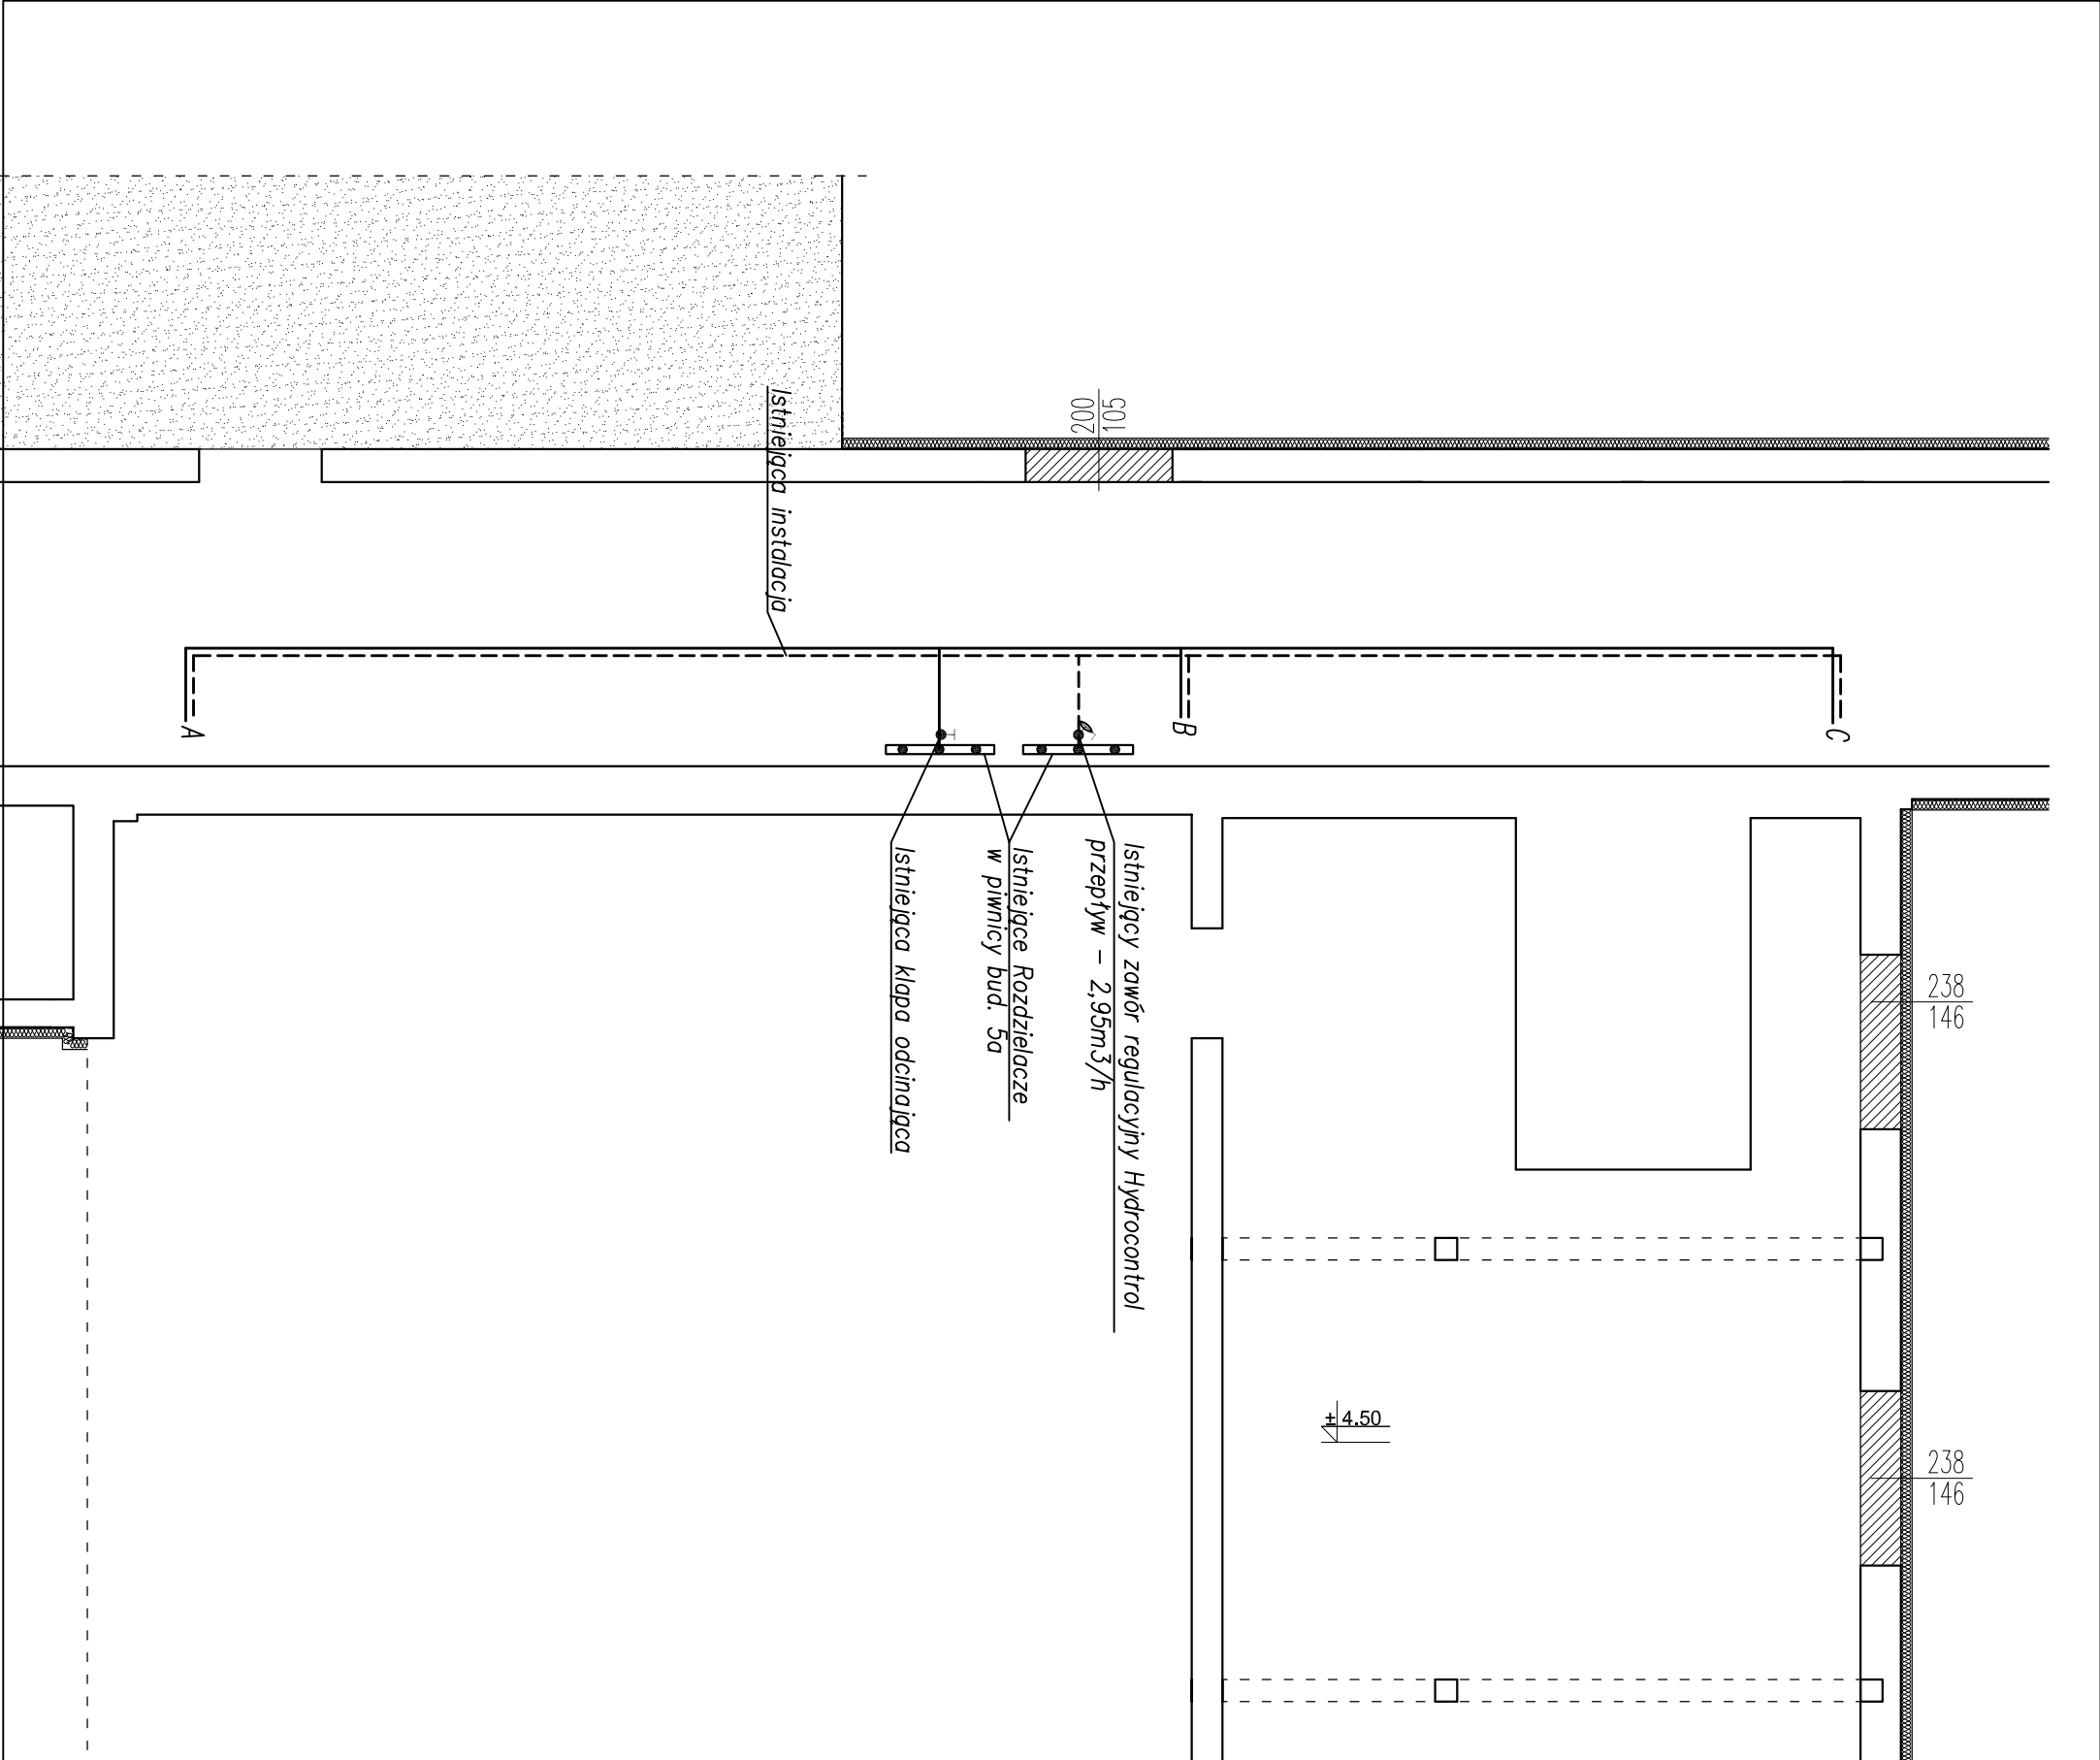 200
105
Istniejąca instalacja
A
B
C
Istniejący zawór regulacyjny Hydrocontrol
przepływ – 2,95m3/h
Istniejące Rozdzielacze
w piwnicy bud. 5a
Istniejąca klapa odcinająca
238
146
±4.50
238
146